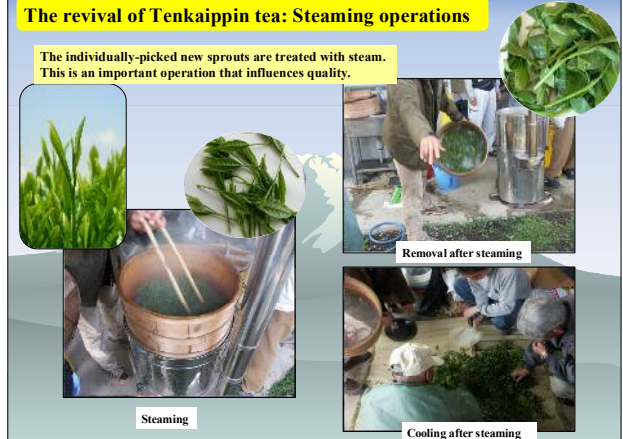 The revival of Tenkaippin tea: Steaming operations
The individually-picked new sprouts are treated with steam.
This is an important operation that influences quality.
Removal after steaming
Steaming
Cooling after steaming